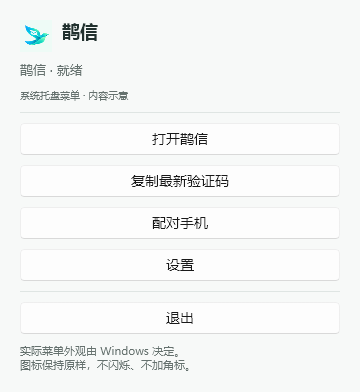 鹊信
鹊信 · 就绪
系统托盘菜单 · 内容示意
打开鹊信
复制最新验证码
配对手机
设置
退出
实际菜单外观由 Windows 决定。
图标保持原样，不闪烁、不加角标。